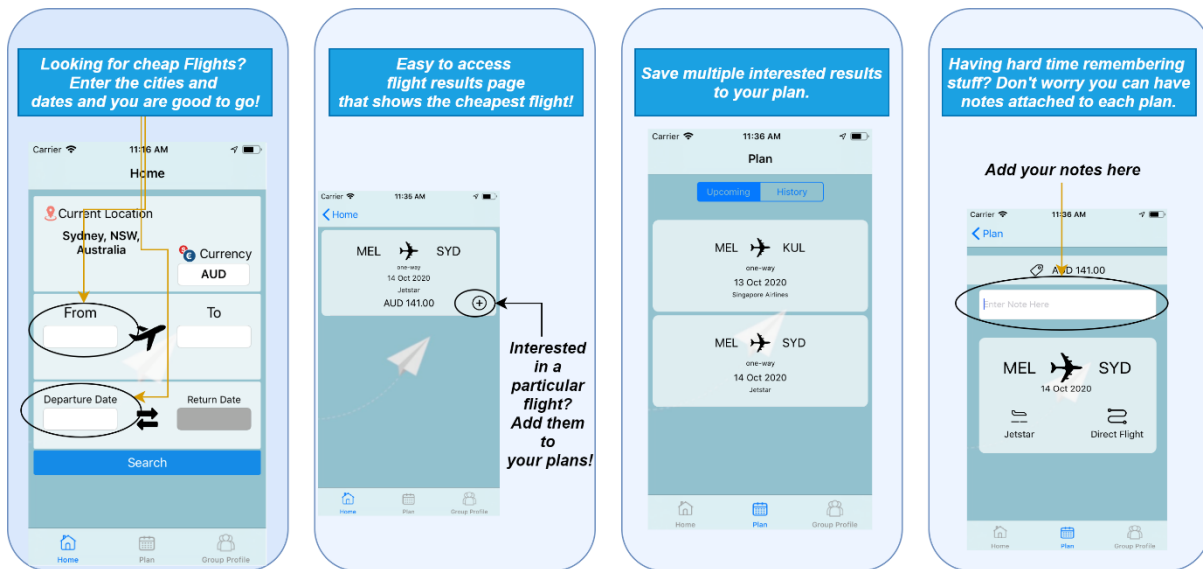 Looking for cheap Flights?
Enter the cities and
dates and you are good to go!
Carrier 11:16 AM
Home
Current Location
Sydney, NSW,
Australia
Currency
AUD
From To
Departure Date Return Date
Search
Home Plan Group Profile
Easy to access
flight results page
that shows the cheapest flight!
Carrier 11:35 AM
Home
MEL SYD
one-way
14 Oct 2020
Jetstar
AUD 141.00
Interested
in a
particular
flight?
Add them
to
your plans!
Home Plan Group Profile
Save multiple interested results
to your plan.
Carrier 11:36 AM
Plan
Upcoming History
MEL KUL
one-way
13 Oct 2020
Singapore Airlines
MEL SYD
one-way
14 Oct 2020
Jetstar
Home Plan Group Profile
Having hard time remembering
stuff? Don't worry you can have
notes attached to each plan.
Add your notes here
Carrier 11:36 AM
Plan
AUD 141.00
Enter Note Here
MEL SYD
14 Oct 2020
Jetstar Direct Flight
Home Plan Group Profile